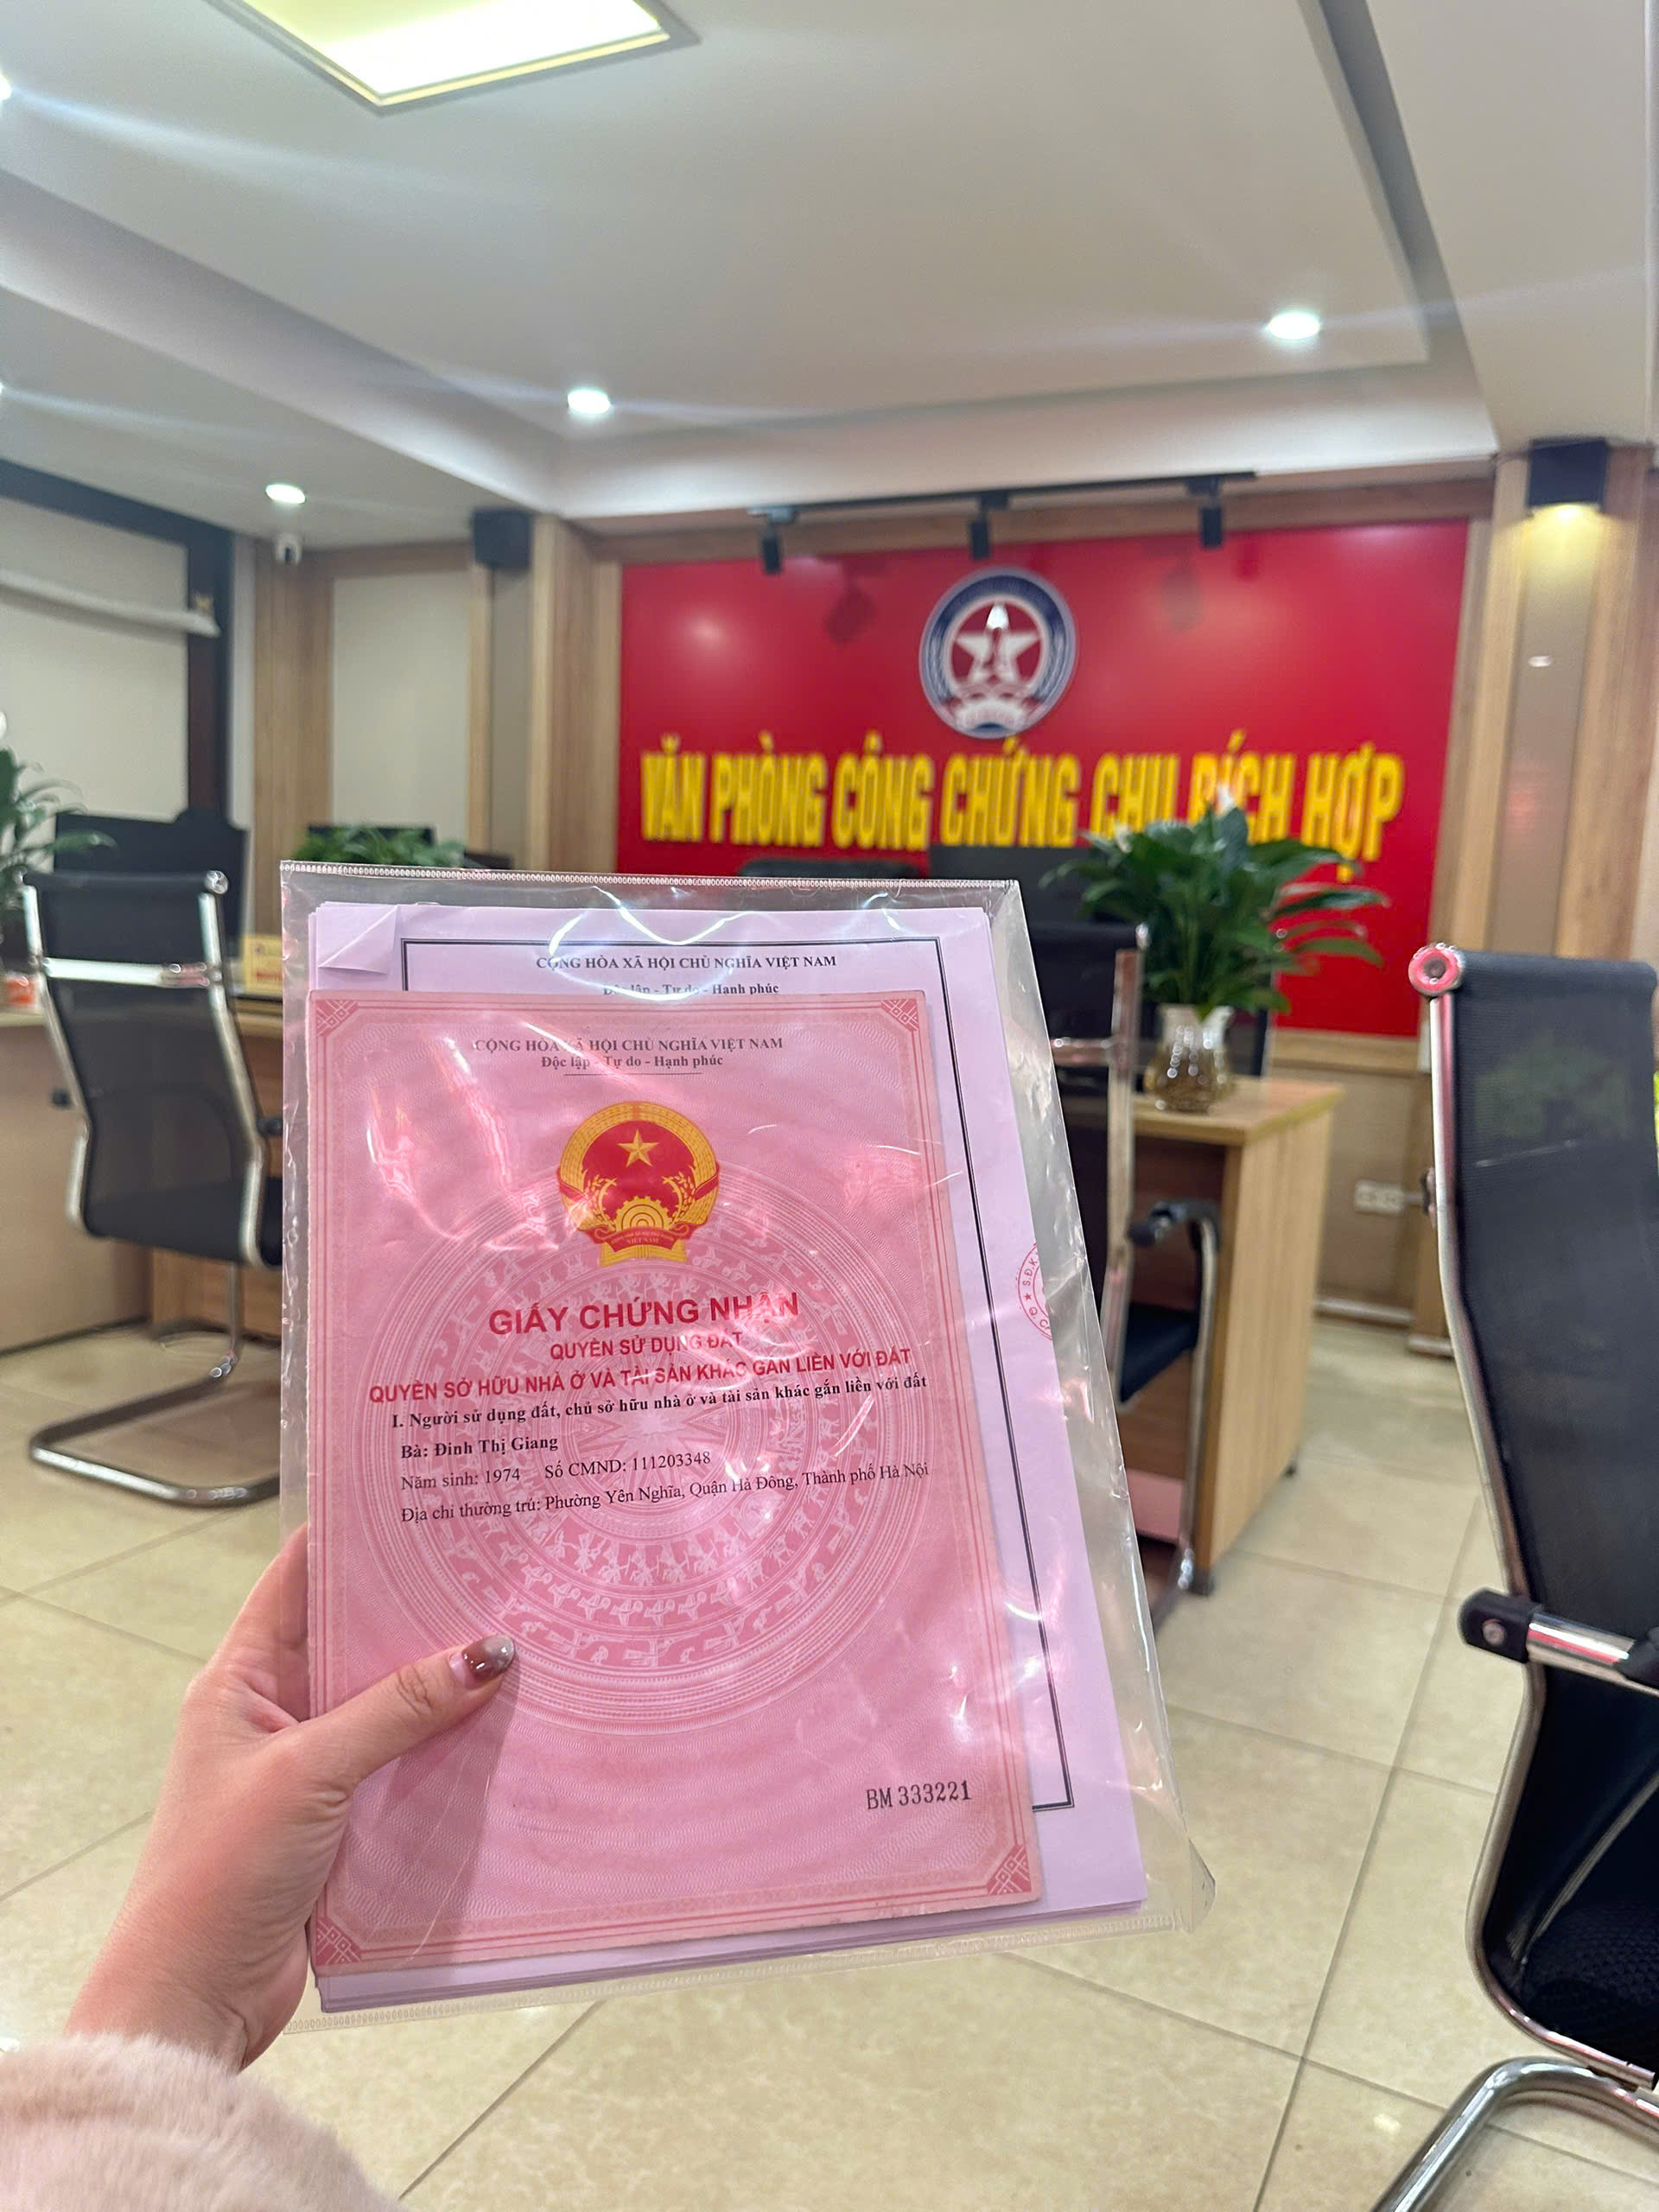 VĂN PHÒNG CÔNG CHỨNG CHU BÍCH HỢP
CỘNG HÒA XÃ HỘI CHỦ NGHĨA VIỆT NAM
Độc lập - Tự do - Hạnh phúc
CỘNG HÒA XÃ HỘI CHỦ NGHĨA VIỆT NAM
Độc lập - Tự do - Hạnh phúc
VIỆT NAM
GIẤY CHỨNG NHẬN
QUYỀN SỬ DỤNG ĐẤT
QUYỀN SỞ HỮU NHÀ Ở VÀ TÀI SẢN KHÁC GẮN LIỀN VỚI ĐẤT
I. Người sử dụng đất, chủ sở hữu nhà ở và tài sản khác gắn liền với đất
Bà: Đinh Thị Giang
Năm sinh: 1974 Số CMND: 111203348
Địa chỉ thường trú: Phường Yên Nghĩa, Quận Hà Đông, Thành phố Hà Nội
BM 333221